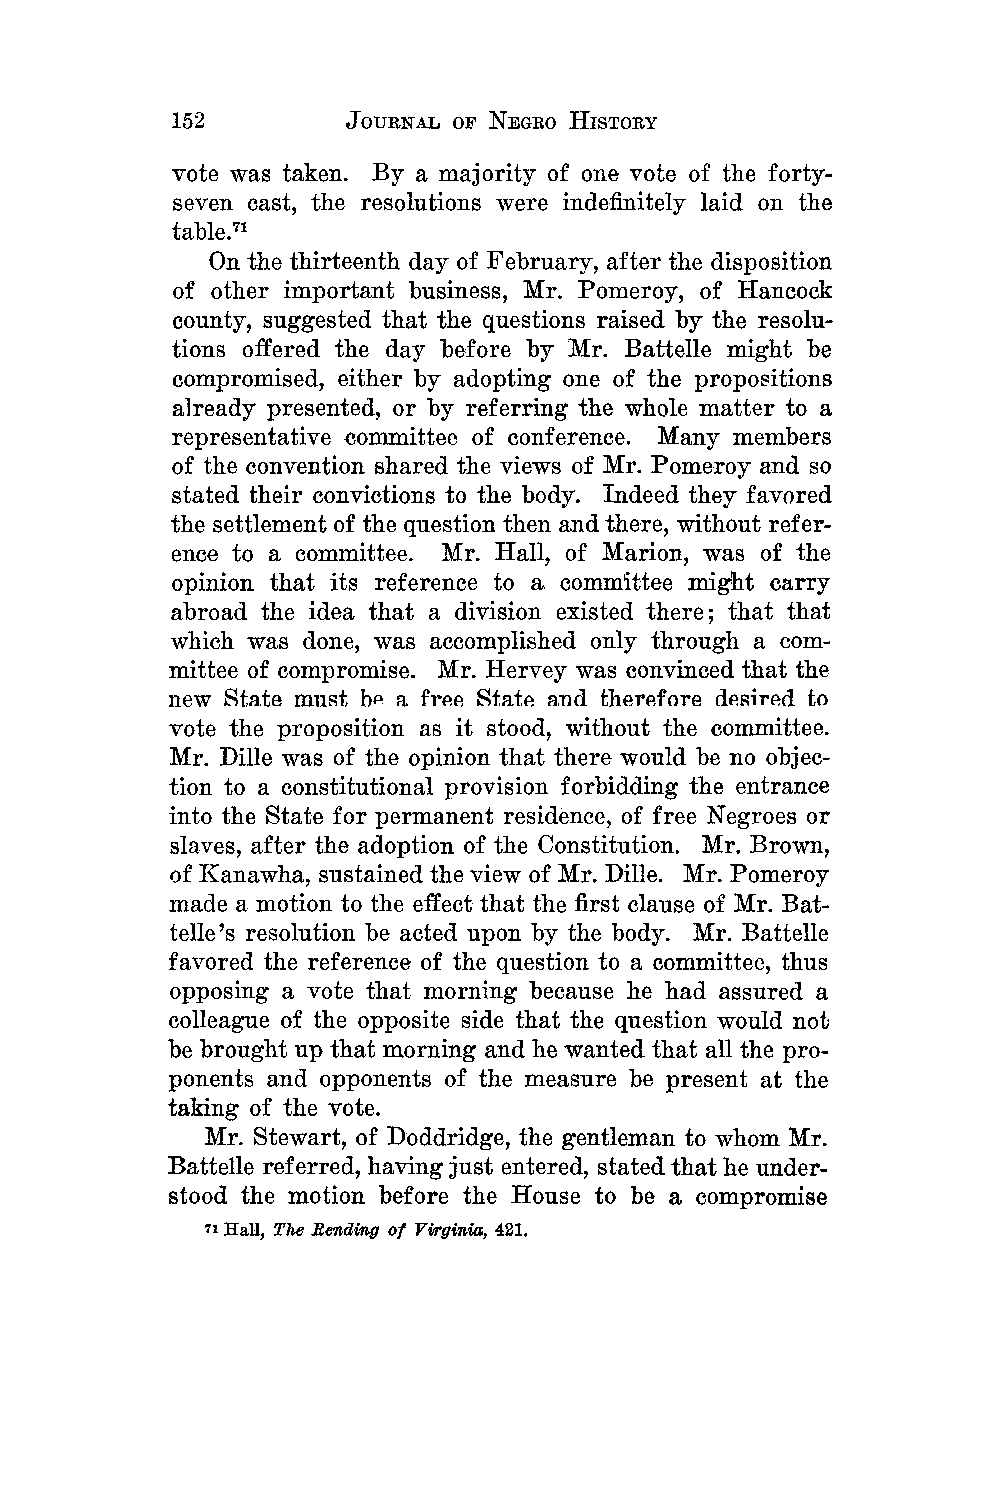 152 JOURNAL OF NEGRO HISTORY
vote was taken. By a majority of one vote of the forty-
seven cast, the resolutions were indefinitely laid on the
table.⁷¹
On the thirteenth day of February, after the disposition
of other important business, Mr. Pomeroy, of Hancock
county, suggested that the questions raised by the resolu-
tions offered the day before by Mr. Battelle might be
compromised, either by adopting one of the propositions
already presented, or by referring the whole matter to a
representative committee of conference. Many members
of the convention shared the views of Mr. Pomeroy and so
stated their convictions to the body. Indeed they favored
the settlement of the question then and there, without refer-
ence to a committee. Mr. Hall, of Marion, was of the
opinion that its reference to a committee might carry
abroad the idea that a division existed there; that that
which was done, was accomplished only through a com-
mittee of compromise. Mr. Hervey was convinced that the
new State must be a free State and therefore desired to
vote the proposition as it stood, without the committee.
Mr. Dille was of the opinion that there would be no objec-
tion to a constitutional provision forbidding the entrance
into the State for permanent residence, of free Negroes or
slaves, after the adoption of the Constitution. Mr. Brown,
of Kanawha, sustained the view of Mr. Dille. Mr. Pomeroy
made a motion to the effect that the first clause of Mr. Bat-
telle's resolution be acted upon by the body. Mr. Battelle
favored the reference of the question to a committee, thus
opposing a vote that morning because he had assured a
colleague of the opposite side that the question would not
be brought up that morning and he wanted that all the pro-
ponents and opponents of the measure be present at the
taking of the vote.
Mr. Stewart, of Doddridge, the gentleman to whom Mr.
Battelle referred, having just entered, stated that he under-
stood the motion before the House to be a compromise
⁷¹ Hall, The Rending of Virginia, 421.